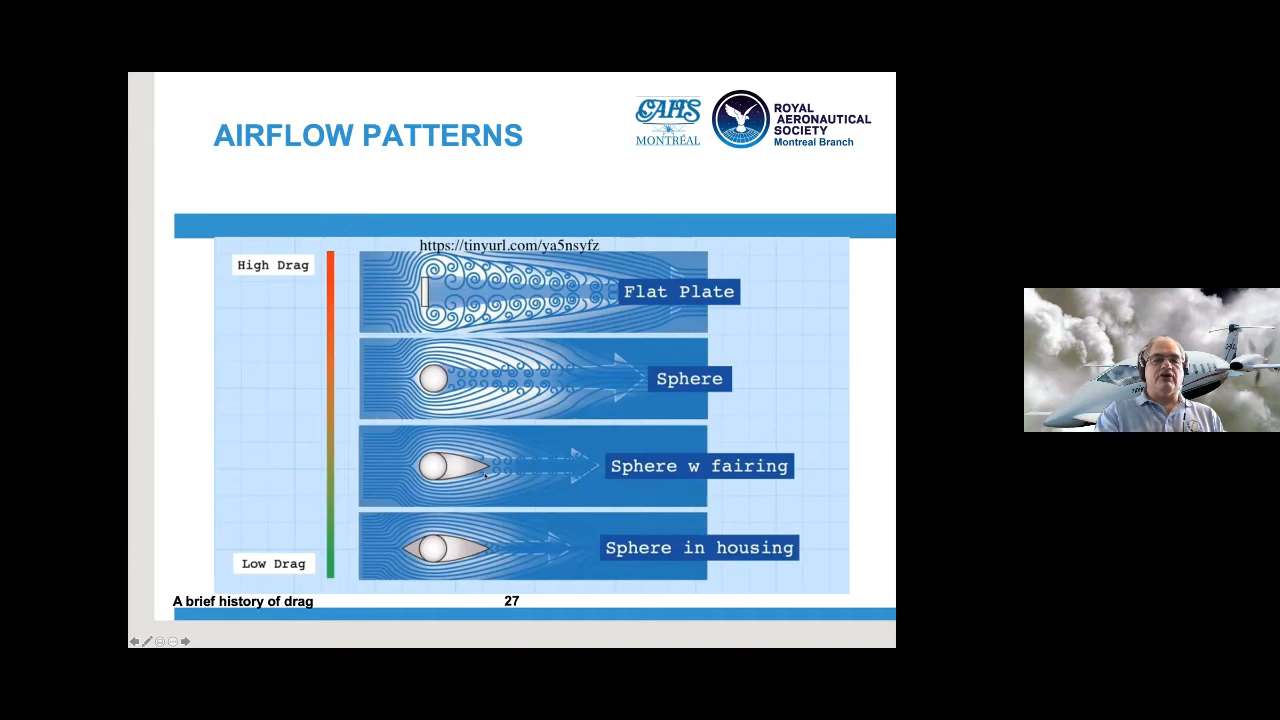 AIRFLOW PATTERNS
CAHS
MONTRÉAL
ROYAL
AERONAUTICAL
SOCIETY
Montreal Branch
https://tinyurl.com/ya5nsyfz
High Drag
Flat Plate
Sphere
Sphere w fairing
Sphere in housing
Low Drag
A brief history of drag
27